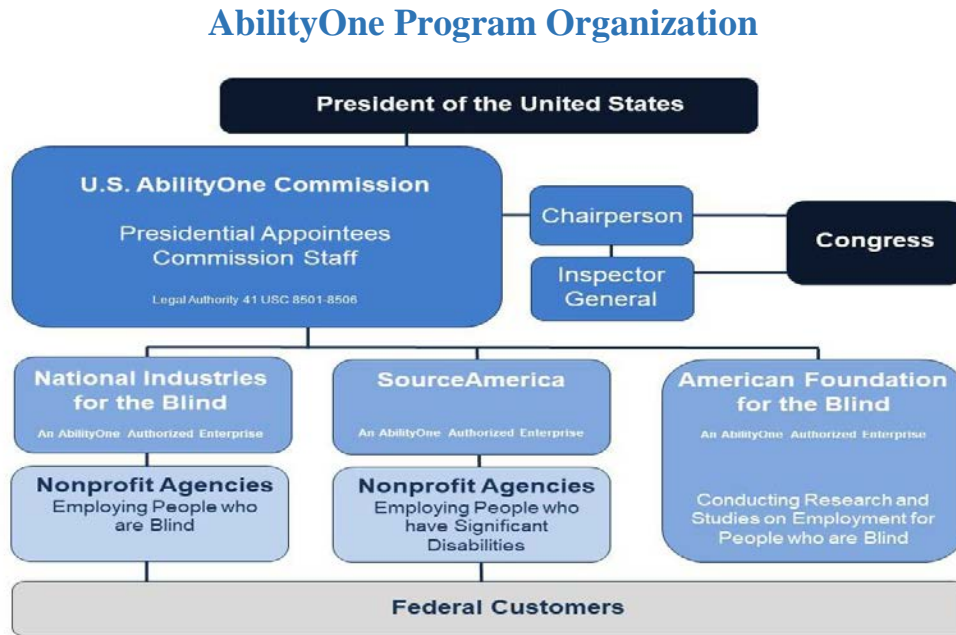 AbilityOne Program Organization
President of the United States
U.S. AbilityOne Commission
Presidential Appointees
Commission Staff
Legal Authority 41 USC 8501-8506
Chairperson
Inspector
General
Congress
National Industries
for the Blind
An AbilityOne Authorized Enterprise
SourceAmerica
An AbilityOne Authorized Enterprise
American Foundation
for the Blind
An AbilityOne Authorized Enterprise
Nonprofit Agencies
Employing People who
are Blind
Nonprofit Agencies
Employing People who
have Significant
Disabilities
Conducting Research and
Studies on Employment for
People who are Blind
Federal Customers